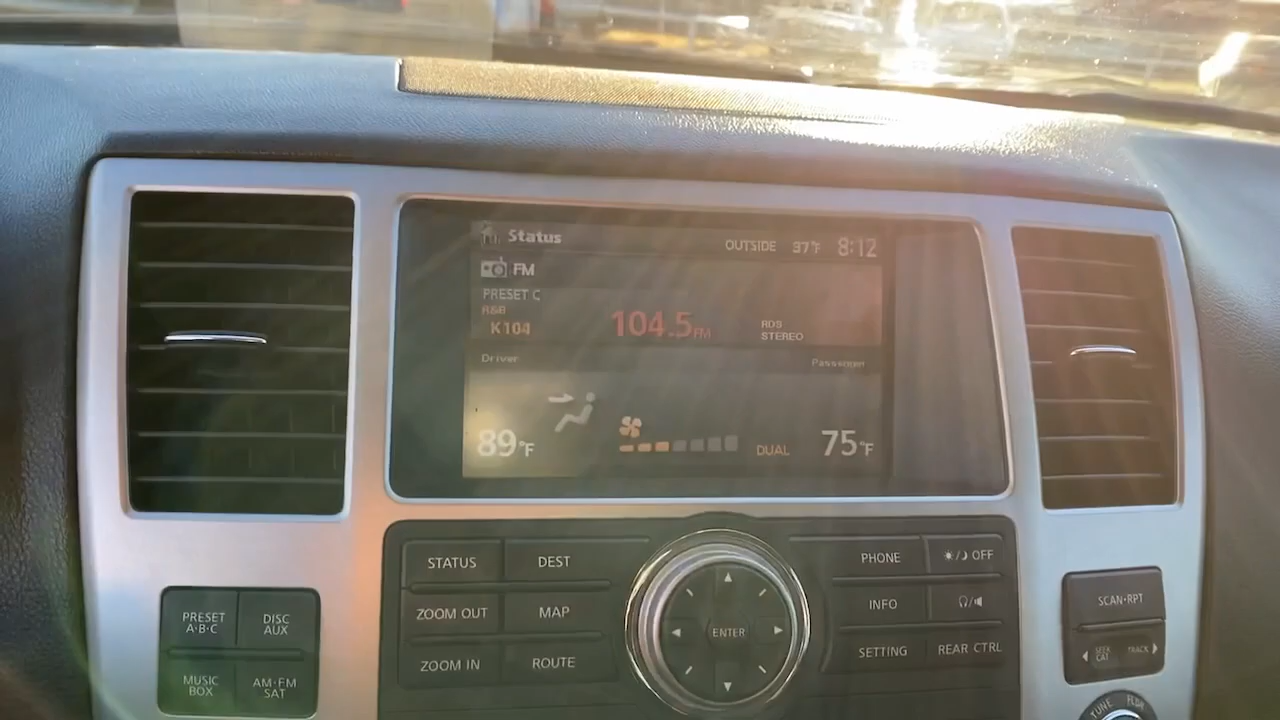 Status
OUTSIDE 37°F 8:12
FM
PRESET C
R&B
K104
104.5FM
RDS
STEREO
Driver
Passenger
89°F
DUAL
75°F
STATUS
DEST
PHONE
OFF
ZOOM OUT
MAP
INFO
ENTER
ZOOM IN
ROUTE
SETTING
REAR CTRL
PRESET
A·B·C
DISC
AUX
MUSIC
BOX
AM·FM
SAT
SCAN·RPT
SEEK
CAT
TRACK
TUNE FLDR